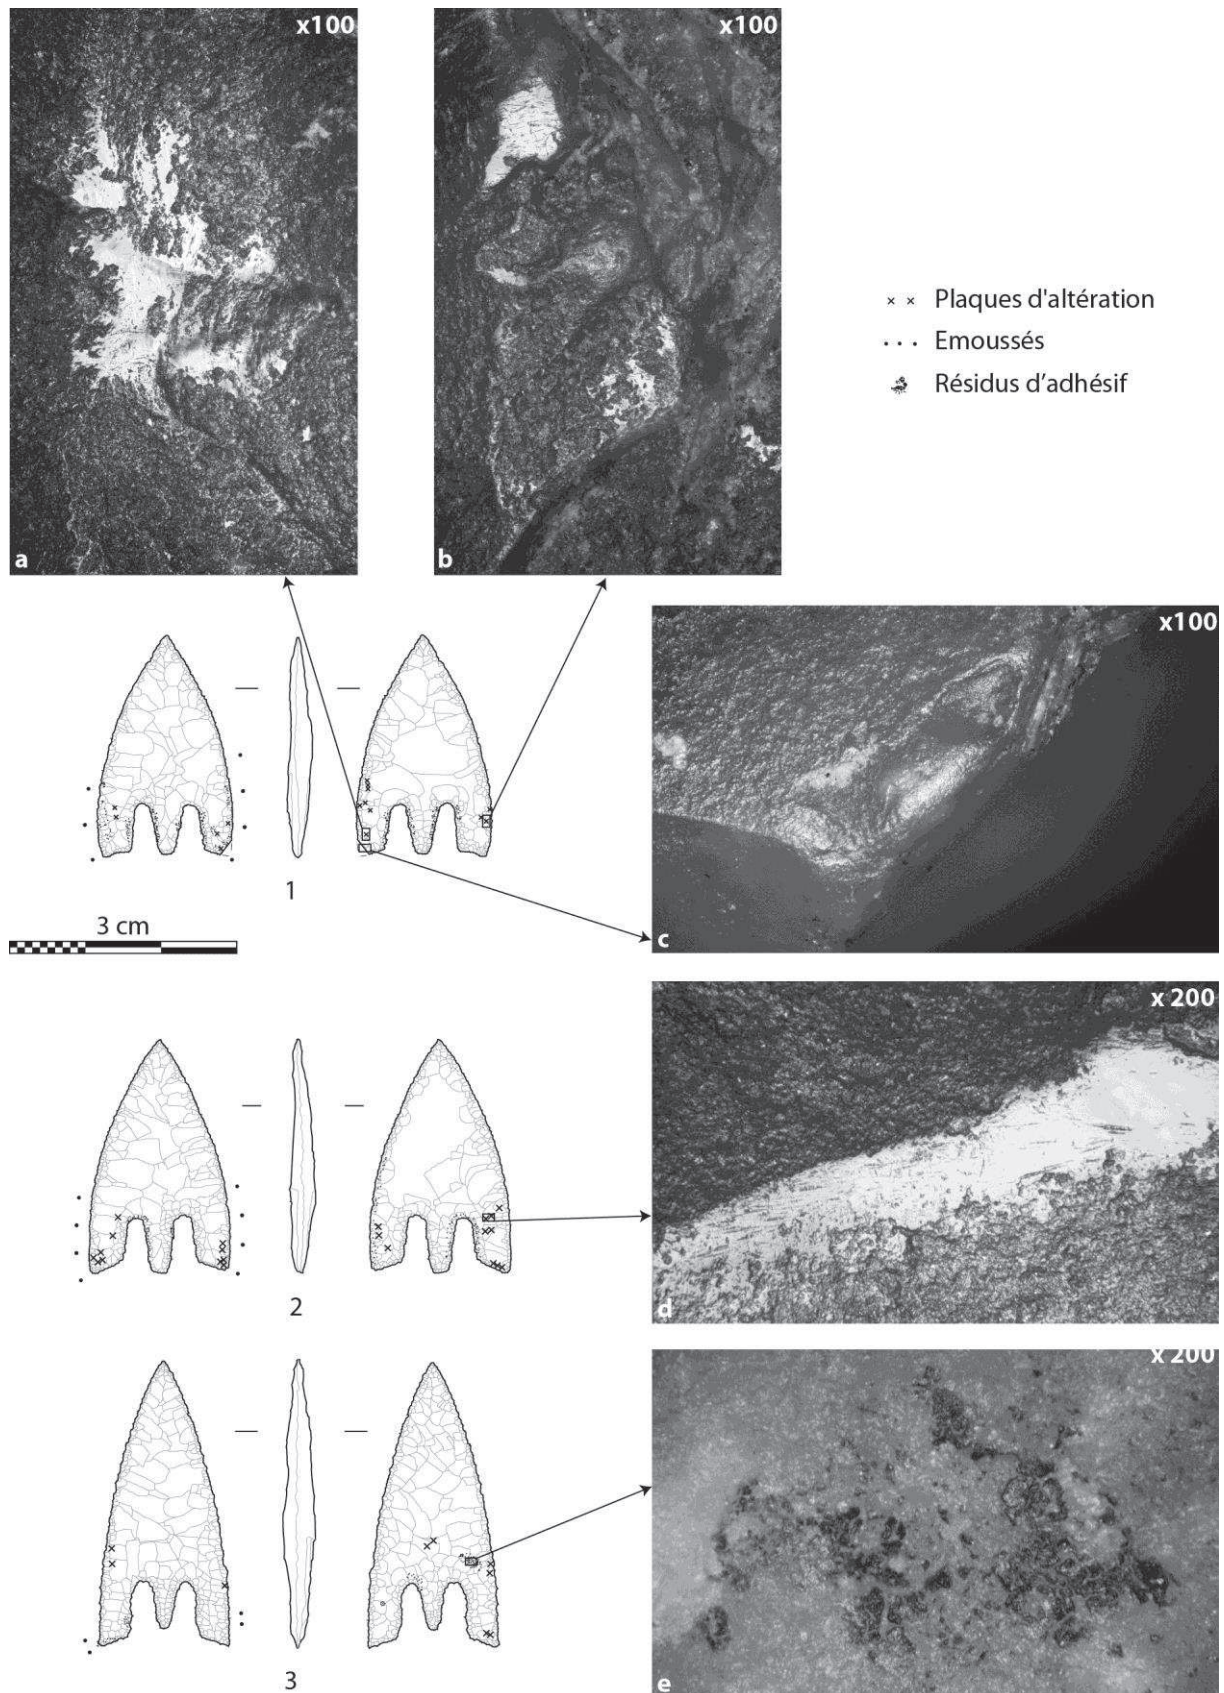 x100
x100
a
b
× × Plaques d'altération
• • • Emoussés
Résidus d’adhésif
x100
1
3 cm
c
x 200
2
d
x 200
3
e